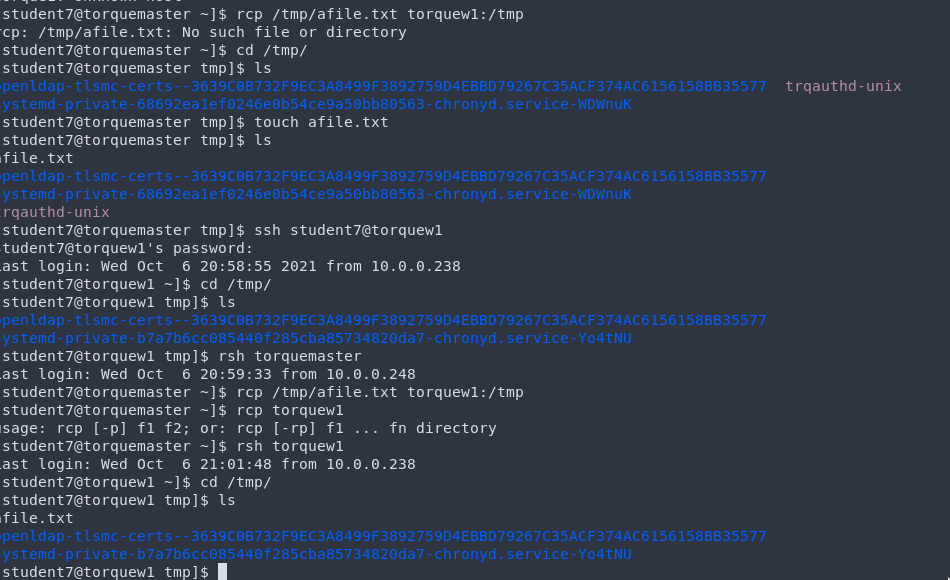 student7@torquemaster ~]$ rcp /tmp/afile.txt torquew1:/tmp
rcp: /tmp/afile.txt: No such file or directory
student7@torquemaster ~]$ cd /tmp/
student7@torquemaster tmp]$ ls
openldap-tlsmc-certs--3639C0B732F9EC3A8499F3892759D4EBBD79267C35ACF374AC6156158BB35577  trqauthd-unix
systemd-private-68692ea1ef0246e0b54ce9a50bb80563-chronyd.service-WDWnuK
student7@torquemaster tmp]$ touch afile.txt
student7@torquemaster tmp]$ ls
afile.txt
openldap-tlsmc-certs--3639C0B732F9EC3A8499F3892759D4EBBD79267C35ACF374AC6156158BB35577
systemd-private-68692ea1ef0246e0b54ce9a50bb80563-chronyd.service-WDWnuK
trqauthd-unix
student7@torquemaster tmp]$ ssh student7@torquew1
student7@torquew1's password:
Last login: Wed Oct  6 20:58:55 2021 from 10.0.0.238
student7@torquew1 ~]$ cd /tmp/
student7@torquew1 tmp]$ ls
openldap-tlsmc-certs--3639C0B732F9EC3A8499F3892759D4EBBD79267C35ACF374AC6156158BB35577
systemd-private-b7a7b6cc085440f285cba85734820da7-chronyd.service-Yo4tNU
student7@torquew1 tmp]$ rsh torquemaster
Last login: Wed Oct  6 20:59:33 from 10.0.0.248
student7@torquemaster ~]$ rcp /tmp/afile.txt torquew1:/tmp
student7@torquemaster ~]$ rcp torquew1
usage: rcp [-p] f1 f2; or: rcp [-rp] f1 ... fn directory
student7@torquemaster ~]$ rsh torquew1
Last login: Wed Oct  6 21:01:48 from 10.0.0.238
student7@torquew1 ~]$ cd /tmp/
student7@torquew1 tmp]$ ls
afile.txt
openldap-tlsmc-certs--3639C0B732F9EC3A8499F3892759D4EBBD79267C35ACF374AC6156158BB35577
systemd-private-b7a7b6cc085440f285cba85734820da7-chronyd.service-Yo4tNU
student7@torquew1 tmp]$